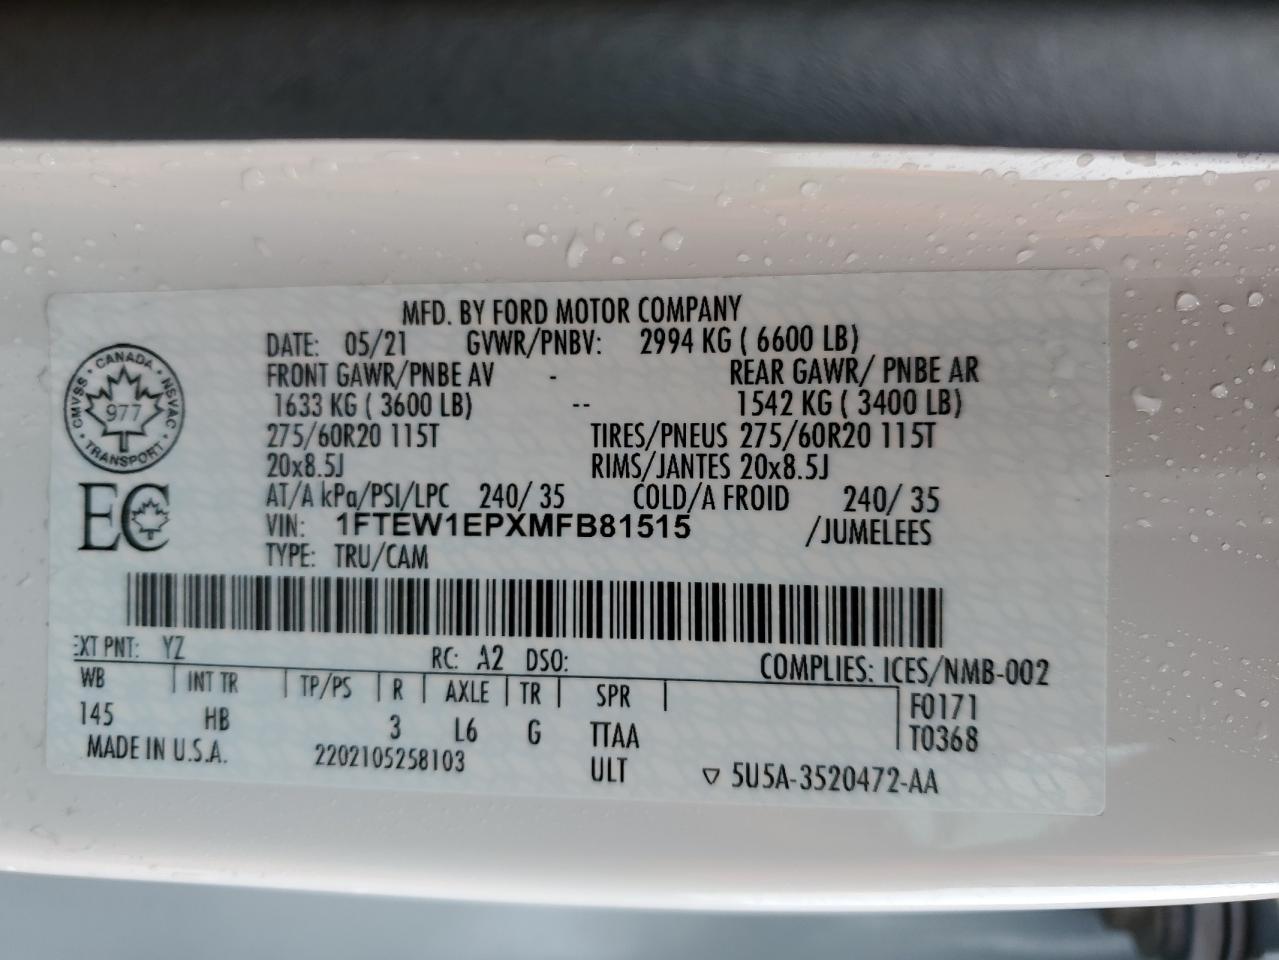 MFD. BY FORD MOTOR COMPANY
DATE: 05/21 GVWR/PNBV: 2994 KG ( 6600 LB)
FRONT GAWR/PNBE AV - REAR GAWR/ PNBE AR
1633 KG ( 3600 LB) -- 1542 KG ( 3400 LB)
275/60R20 115T TIRES/PNEUS 275/60R20 115T
20x8.5J RIMS/JANTES 20x8.5J
AT/A kPa/PSI/LPC 240/ 35 COLD/A FROID 240/ 35
VIN: 1FTEW1EPXMFB81515 /JUMELEES
TYPE: TRU/CAM
CANADA
CMVSS 977 NSVAC
TRANSPORT
EC
EXT PNT: YZ RC: A2 DSO: COMPLIES: ICES/NMB-002
WB INT TR TP/PS R AXLE TR SPR F0171
145 HB 3 L6 G TTAA T0368
MADE IN U.S.A. 2202105258103 ULT ▽ 5U5A-3520472-AA